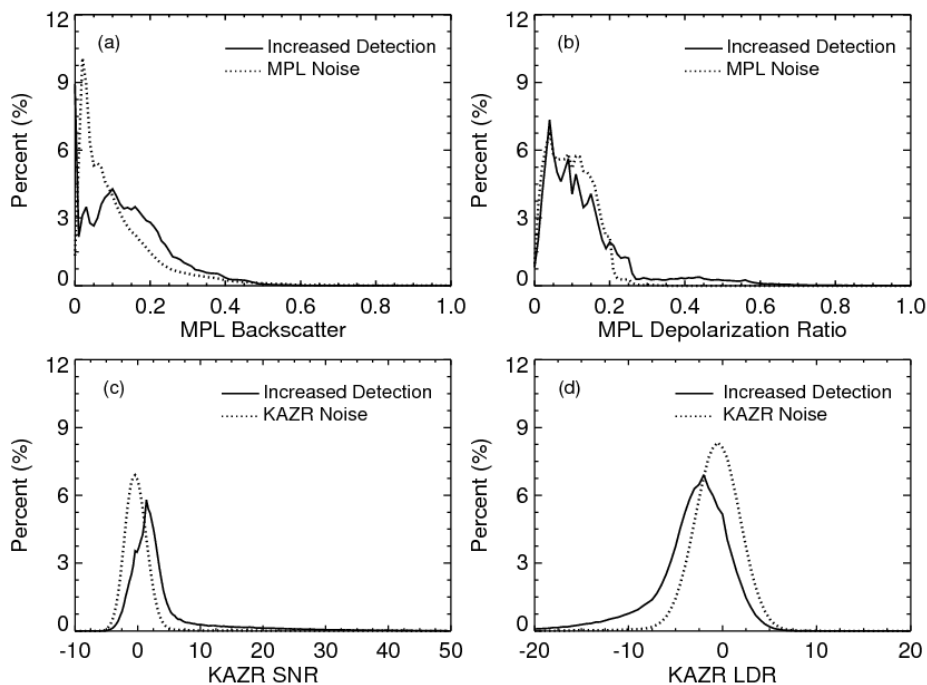 (a)
Increased Detection
MPL Noise
Percent (%)
12
9
6
3
0
0 0.2 0.4 0.6 0.8 1.0
MPL Backscatter
(b)
Increased Detection
MPL Noise
Percent (%)
12
9
6
3
0
0 0.2 0.4 0.6 0.8 1.0
MPL Depolarization Ratio
(c)
Increased Detection
KAZR Noise
Percent (%)
12
9
6
3
0
-10 0 10 20 30 40 50
KAZR SNR
(d)
Increased Detection
KAZR Noise
Percent (%)
12
9
6
3
0
-20 -10 0 10 20
KAZR LDR